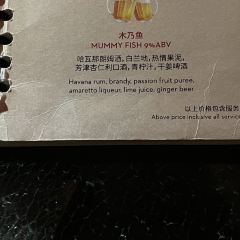 木乃鱼
MUMMY FISH 9%ABV
哈瓦那朗姆酒, 白兰地, 热情果泥,
芳津杏仁利口酒, 青柠汁, 干姜啤酒
Havana rum, brandy, passion fruit puree,
amaretto liqueur, lime juice, ginger beer
以上价格包含服务
Above price inclusive all service